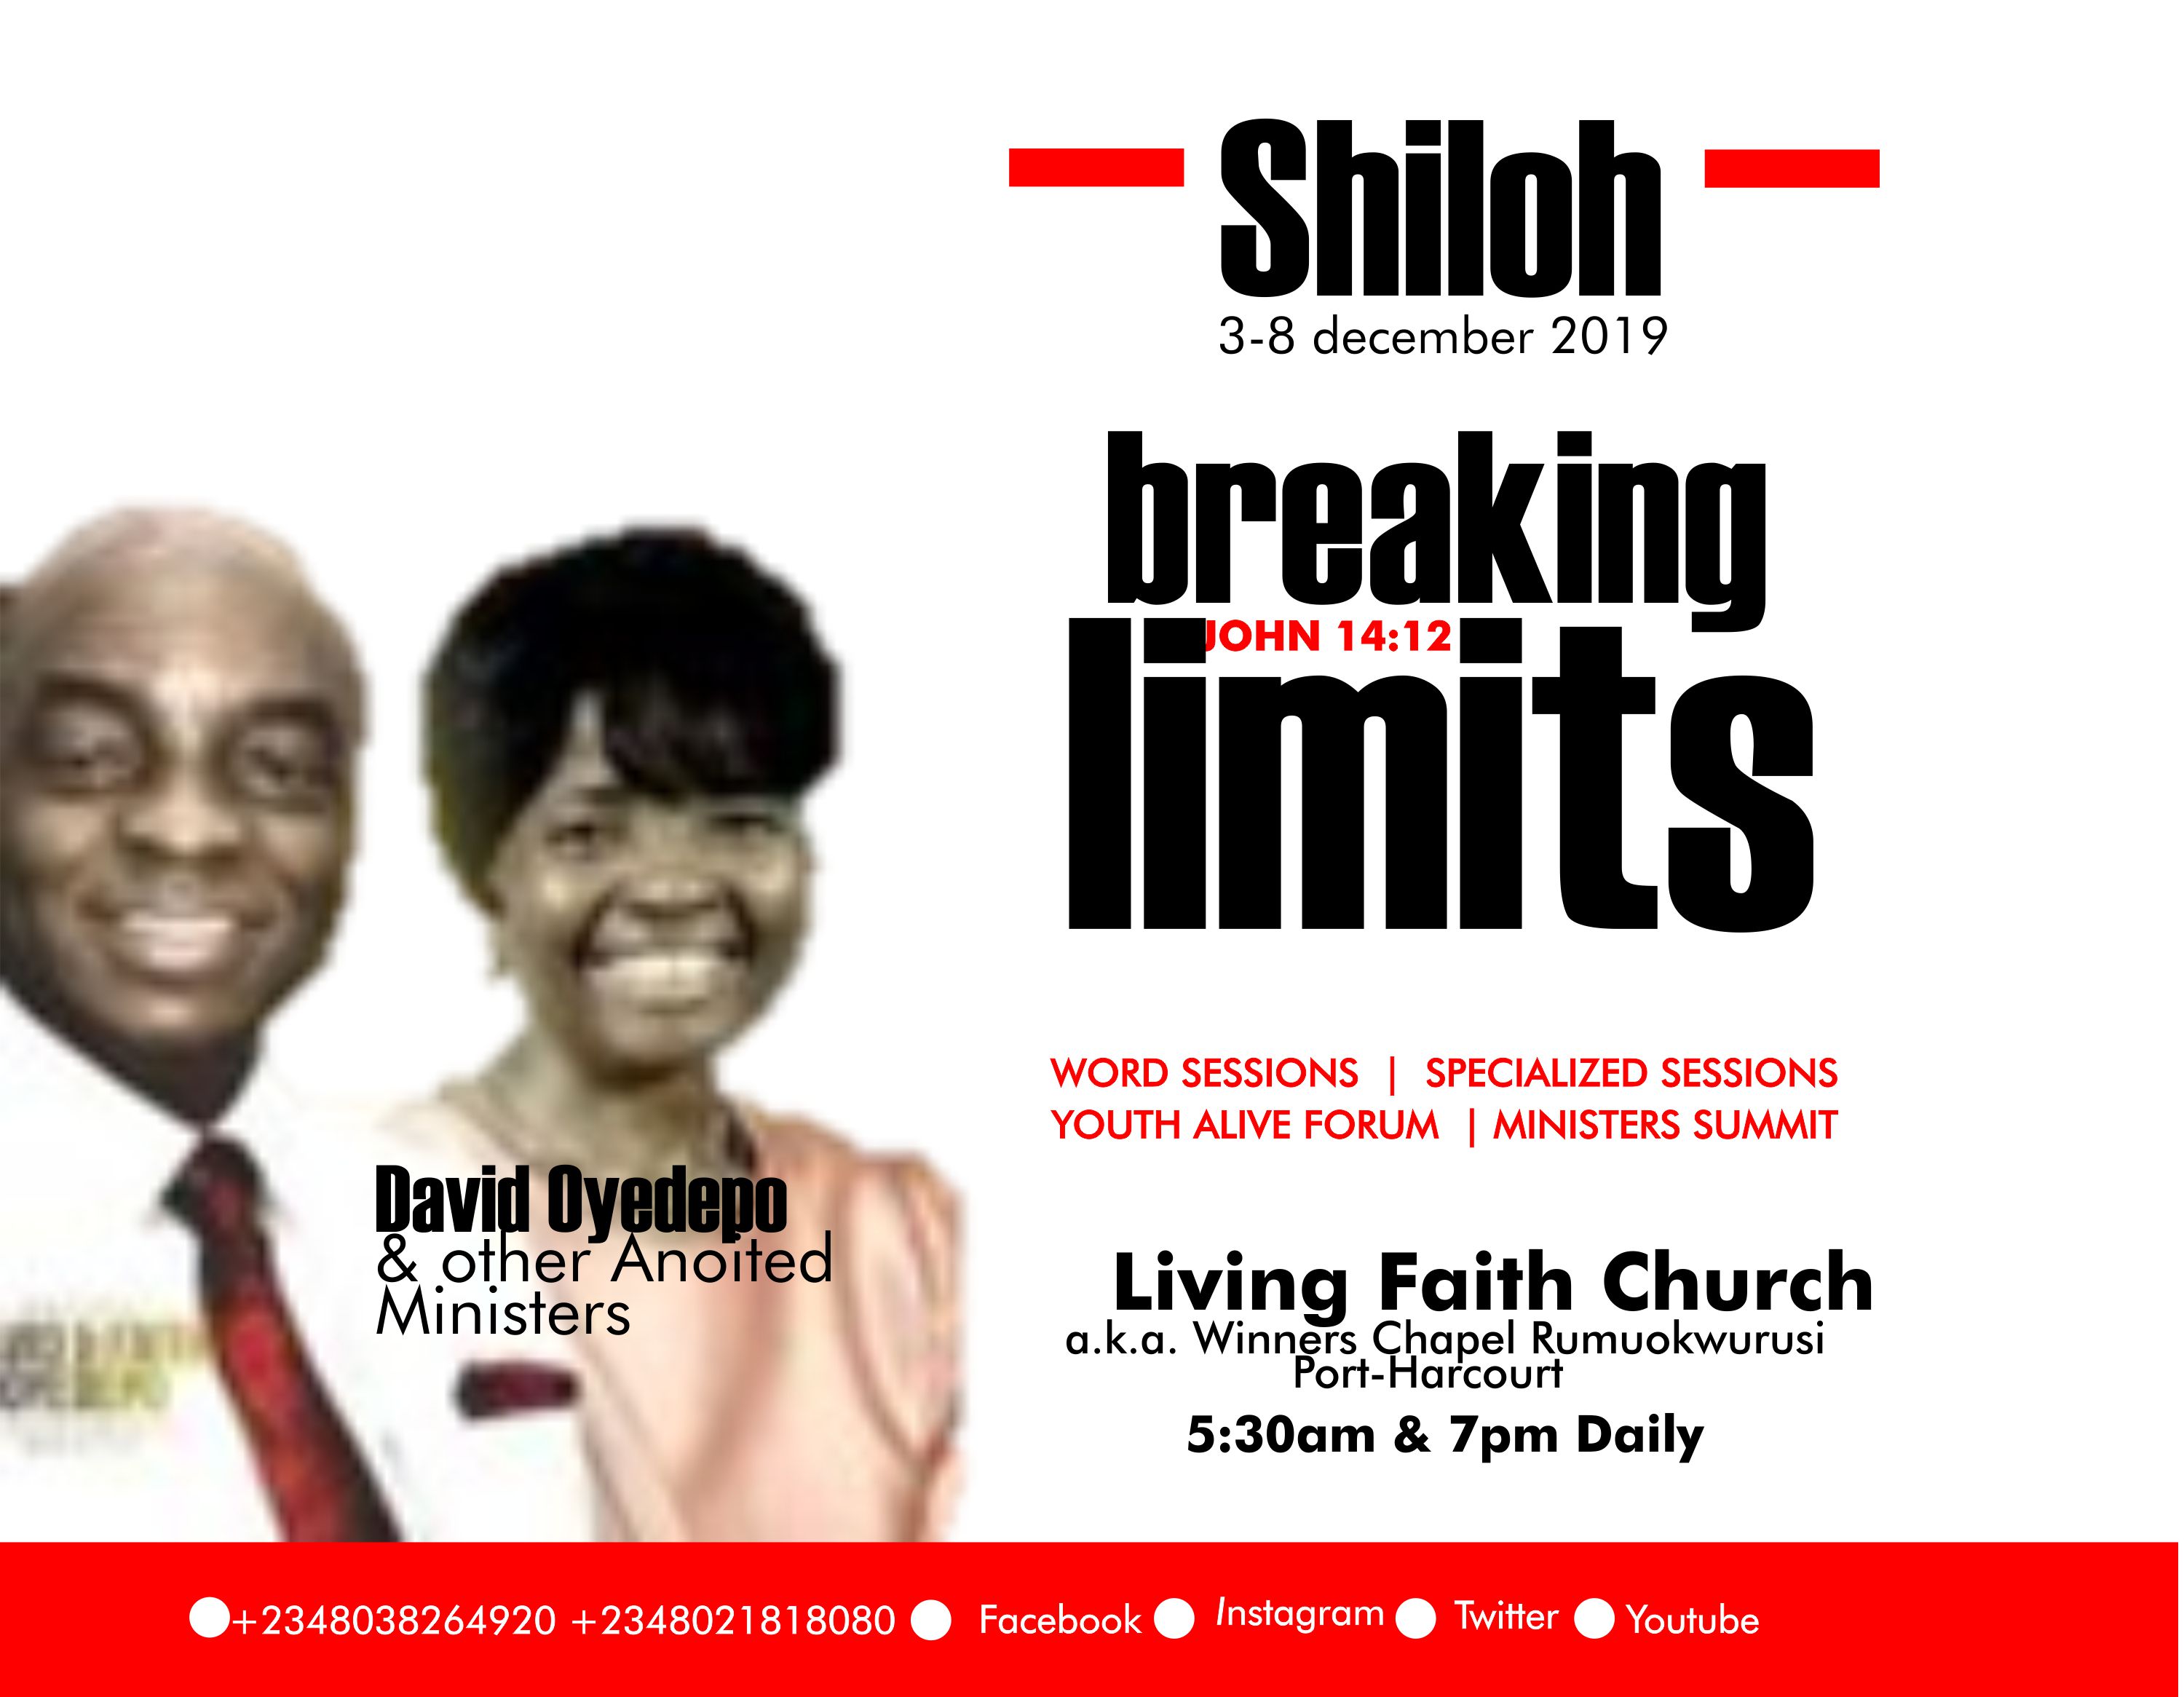 Shiloh
3-8 december 2019
breaking
JOHN 14:12
limits
WORD SESSIONS | SPECIALIZED SESSIONS
YOUTH ALIVE FORUM | MINISTERS SUMMIT
David Oyedepo
& other Anoited
Ministers
Living Faith Church
a.k.a. Winners Chapel Rumuokwurusi
Port-Harcourt
5:30am & 7pm Daily
+2348038264920 +2348021818080 Facebook Instagram Twitter Youtube